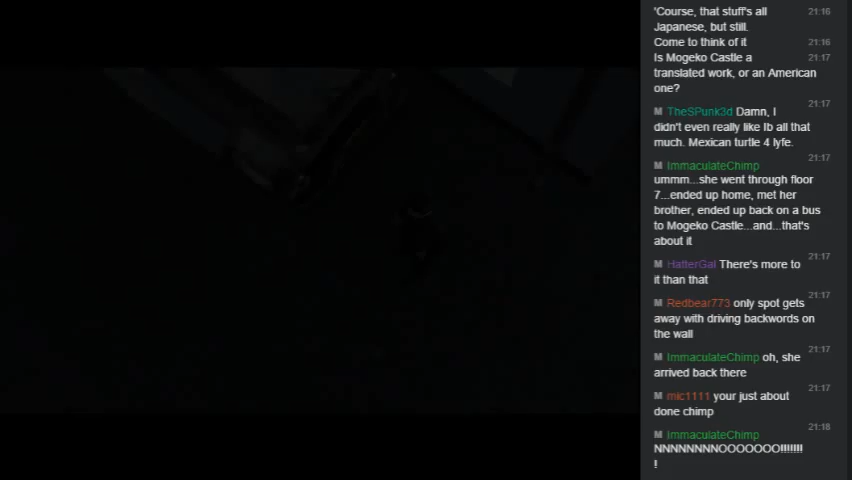 'Course, that stuff's all 21:16
Japanese, but still.
Come to think of it 21:16
Is Mogeko Castle a 21:17
translated work, or an American
one?
21:17
M TheSPunk3d Damn, I
didn't even really like Ib all that
much. Mexican turtle 4 lyfe.
21:17
M ImmaculateChimp
ummm...she went through floor
7...ended up home, met her
brother, ended up back on a bus
to Mogeko Castle...and...that's
about it
21:17
M HatterGal There's more to
it than that
21:17
M Redbear773 only spot gets
away with driving backwords on
the wall
21:17
M ImmaculateChimp oh, she
arrived back there
21:17
M mic1111 your just about
done chimp
21:18
M ImmaculateChimp
NNNNNNNNOOOOOOO!!!!!!!
!